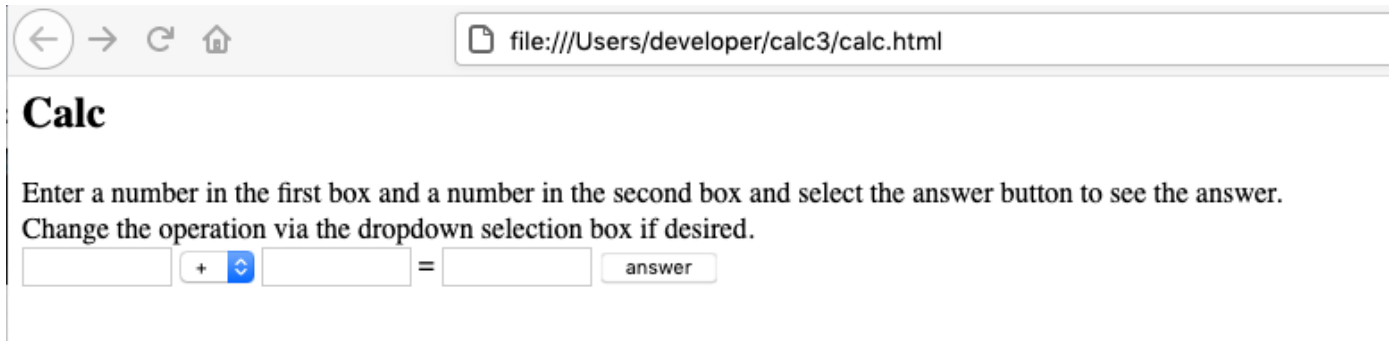 file:///Users/developer/calc3/calc.html
Calc
Enter a number in the first box and a number in the second box and select the answer button to see the answer.
Change the operation via the dropdown selection box if desired.
+ = answer